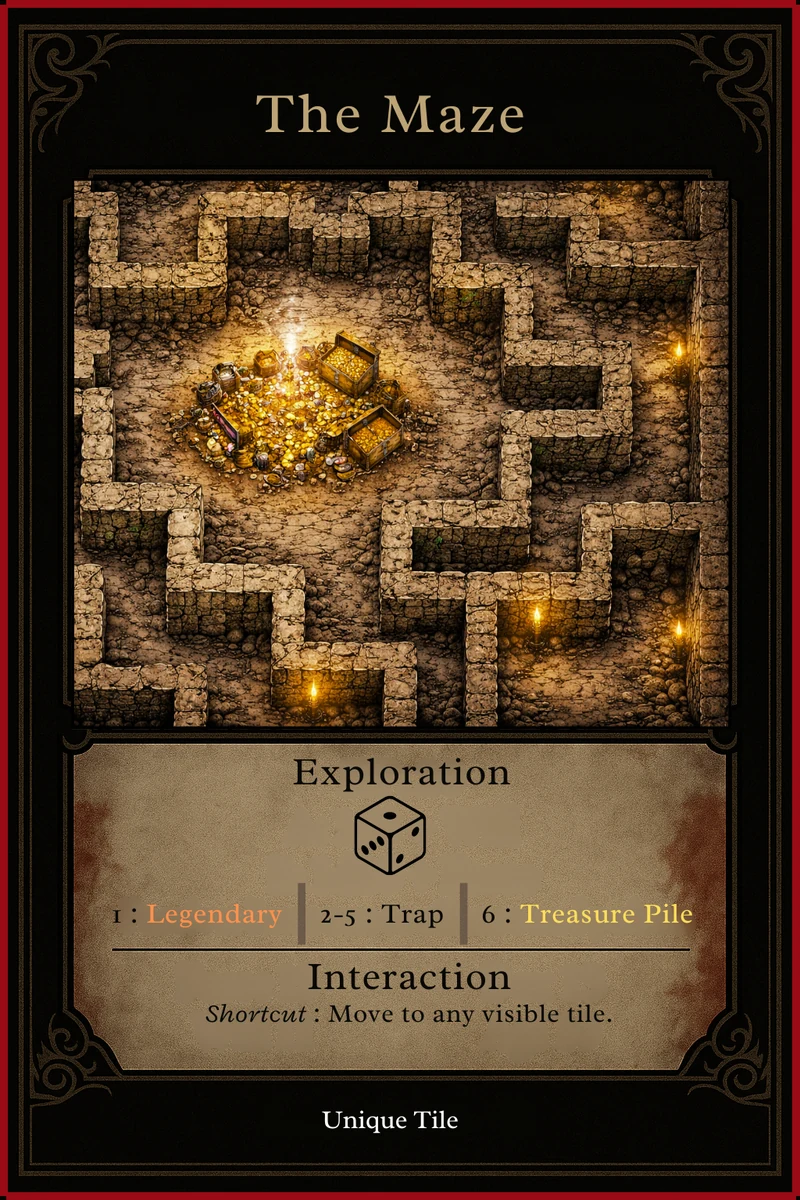 The Maze
Exploration
1 : Legendary | 2-5 : Trap | 6 : Treasure Pile
Interaction
Shortcut : Move to any visible tile.
Unique Tile